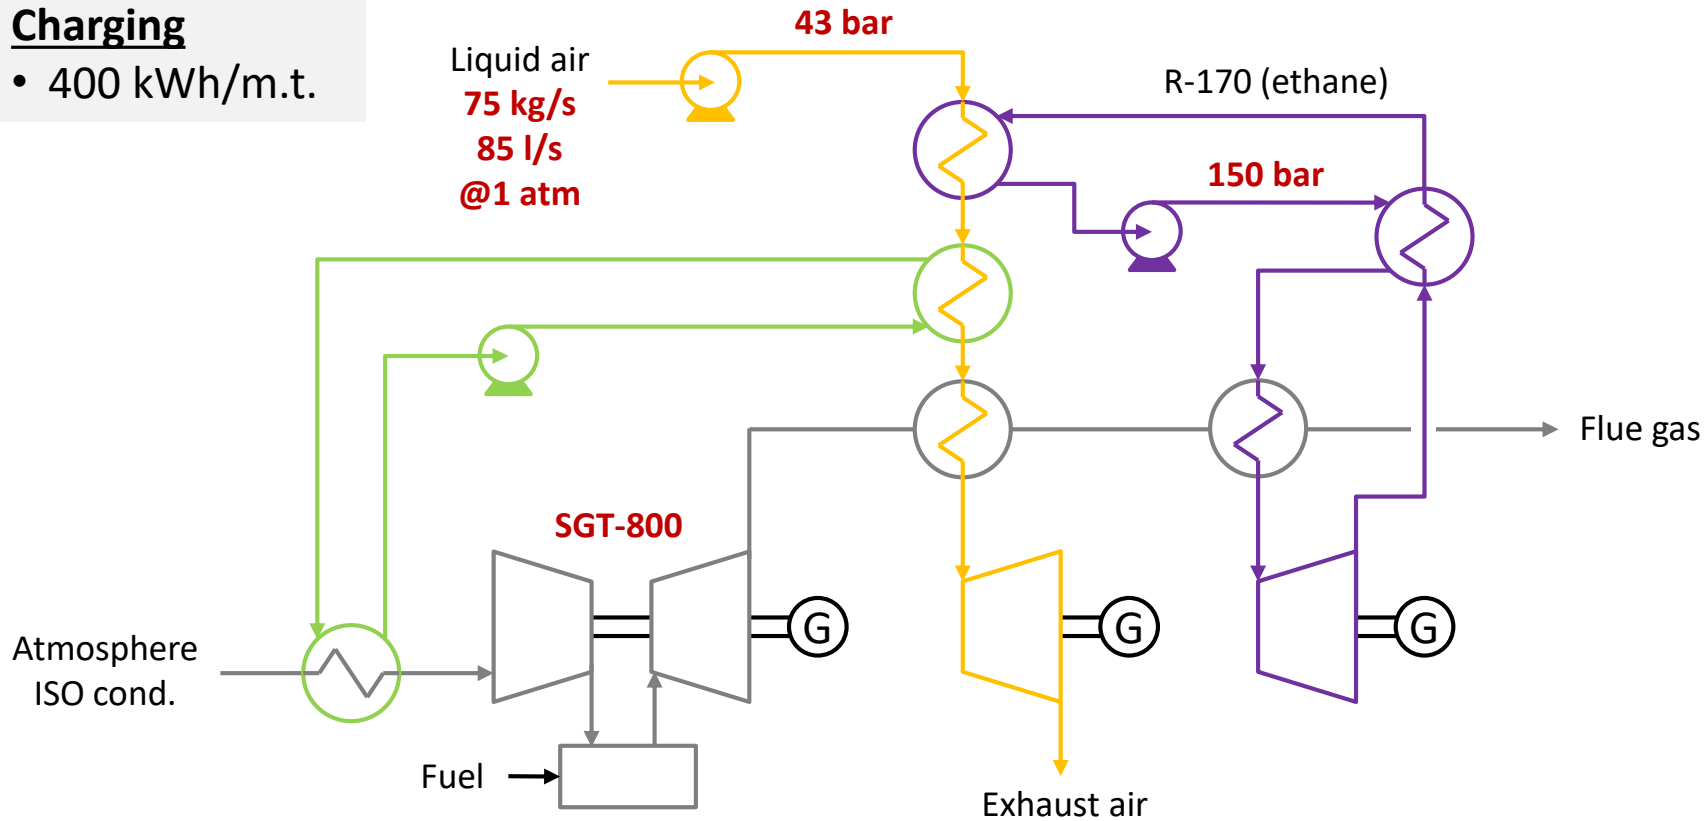 Charging
• 400 kWh/m.t.
43 bar
Liquid air
75 kg/s
85 l/s
@1 atm
R-170 (ethane)
150 bar
Flue gas
SGT-800
G
G
G
Atmosphere
ISO cond.
Fuel
Exhaust air